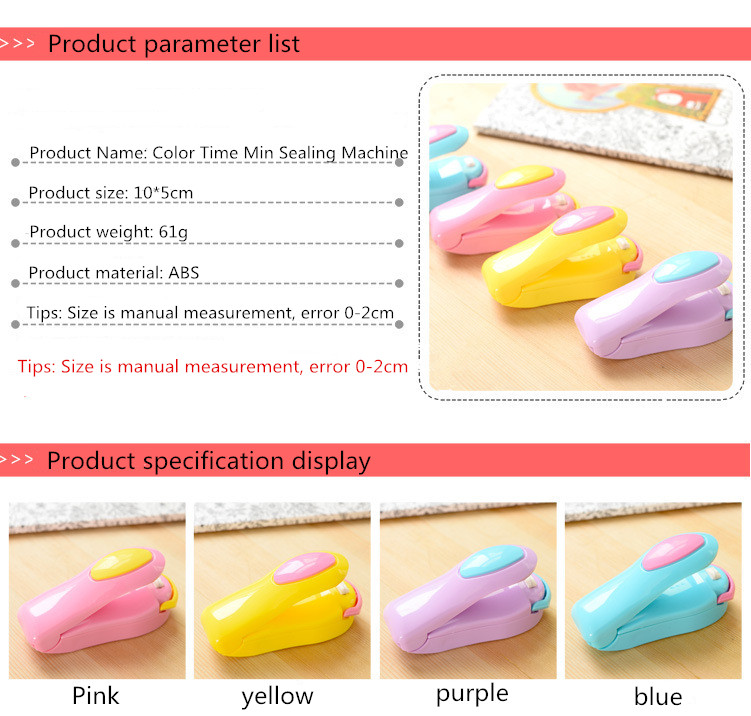 >>> Product parameter list
Product Name: Color Time Min Sealing Machine
Product size: 10*5cm
Product weight: 61g
Product material: ABS
Tips: Size is manual measurement, error 0-2cm
Tips: Size is manual measurement, error 0-2cm
>>> Product specification display
Pink yellow purple blue